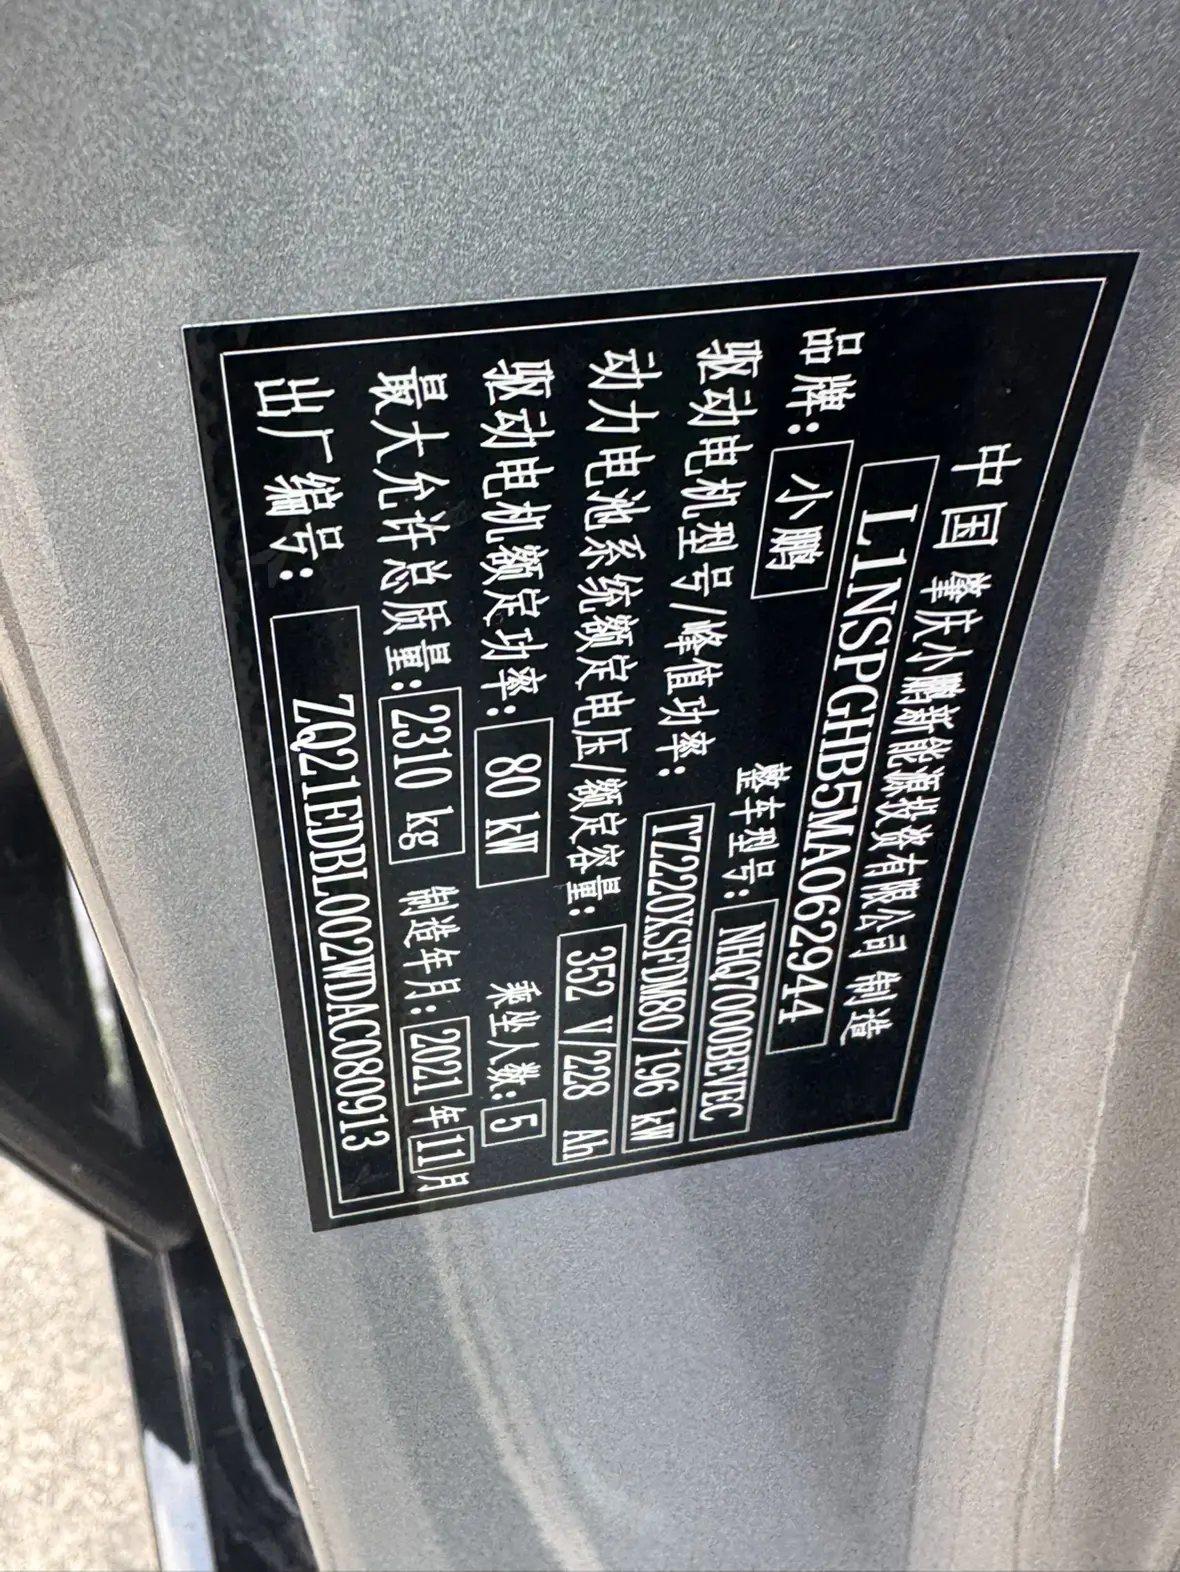 中国 肇庆小鹏新能源投资有限公司 制造
L1NSPGHB5MA062944
品牌：小鹏 整车型号：NHQ7000BEVEC
驱动电机型号/峰值功率：TZ220XSFDM80/196 kW
动力电池系统额定电压/额定容量：352 V/228 Ah
驱动电机额定功率：80 kW 乘坐人数：5
最大允许总质量：2310 kg 制造年月：2021年11月
出厂编号：ZQ21EDBL002WDAC080913